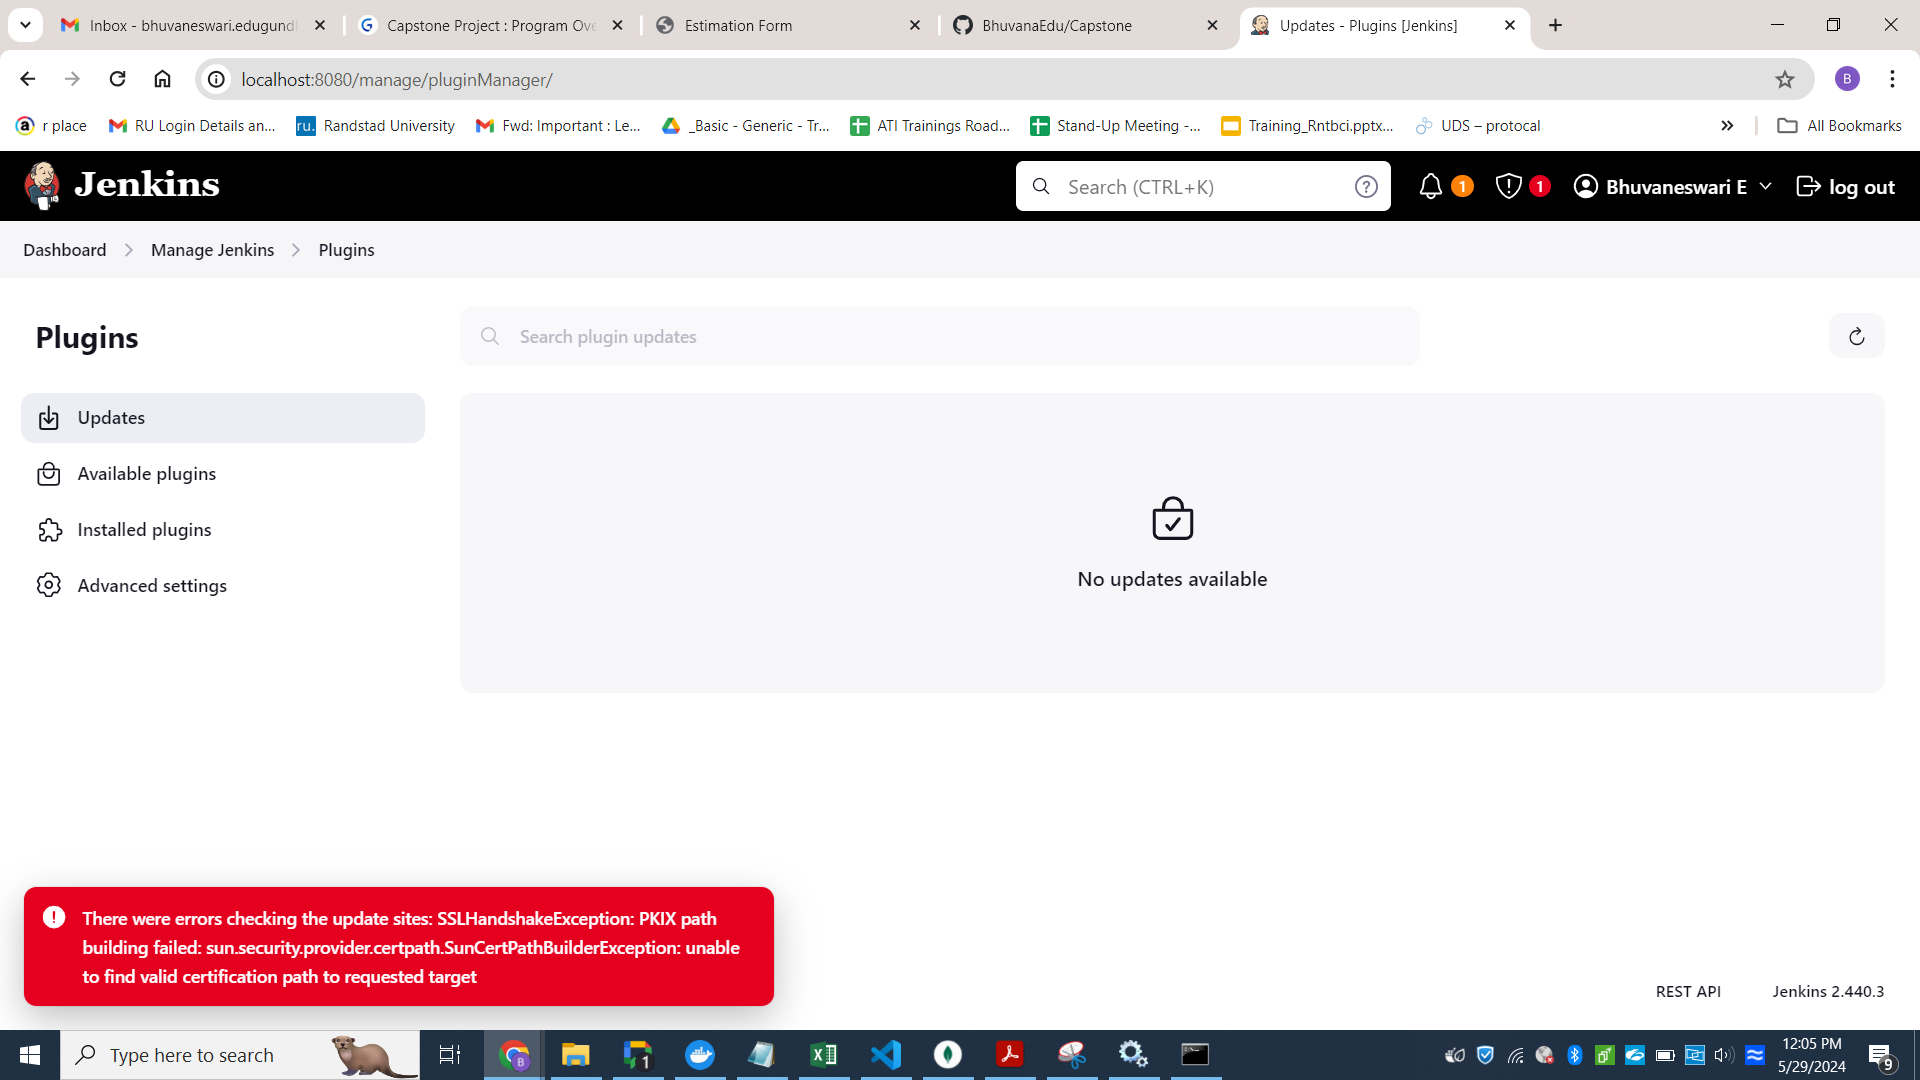 Inbox - bhuvaneswari.edugundl
Capstone Project : Program Ove
Estimation Form
BhuvanaEdu/Capstone
Updates - Plugins [Jenkins]
localhost:8080/manage/pluginManager/
B
r place
RU Login Details an...
ru.
Randstad University
Fwd: Important : Le...
_Basic - Generic - Tr...
ATI Trainings Road...
Stand-Up Meeting -...
Training_Rntbci.pptx...
UDS – protocal
All Bookmarks
Jenkins
Search (CTRL+K)
1
1
Bhuvaneswari E
log out
Dashboard
Manage Jenkins
Plugins
Plugins
Search plugin updates
Updates
Available plugins
Installed plugins
Advanced settings
No updates available
There were errors checking the update sites: SSLHandshakeException: PKIX path
building failed: sun.security.provider.certpath.SunCertPathBuilderException: unable
to find valid certification path to requested target
REST API
Jenkins 2.440.3
Type here to search
B
1
12:05 PM
5/29/2024
9